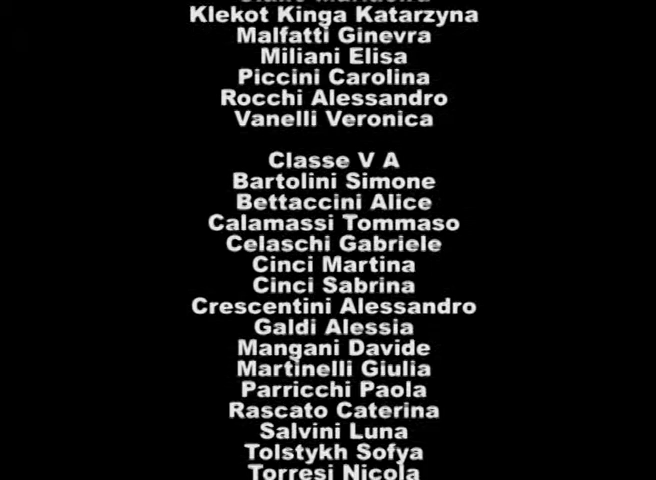 Klekot Kinga Katarzyna
Malfatti Ginevra
Miliani Elisa
Piccini Carolina
Rocchi Alessandro
Vanelli Veronica
Classe V A
Bartolini Simone
Bettaccini Alice
Calamassi Tommaso
Celaschi Gabriele
Cinci Martina
Cinci Sabrina
Crescentini Alessandro
Galdi Alessia
Mangani Davide
Martinelli Giulia
Parricchi Paola
Rascato Caterina
Salvini Luna
Tolstykh Sofya
Torresi Nicola